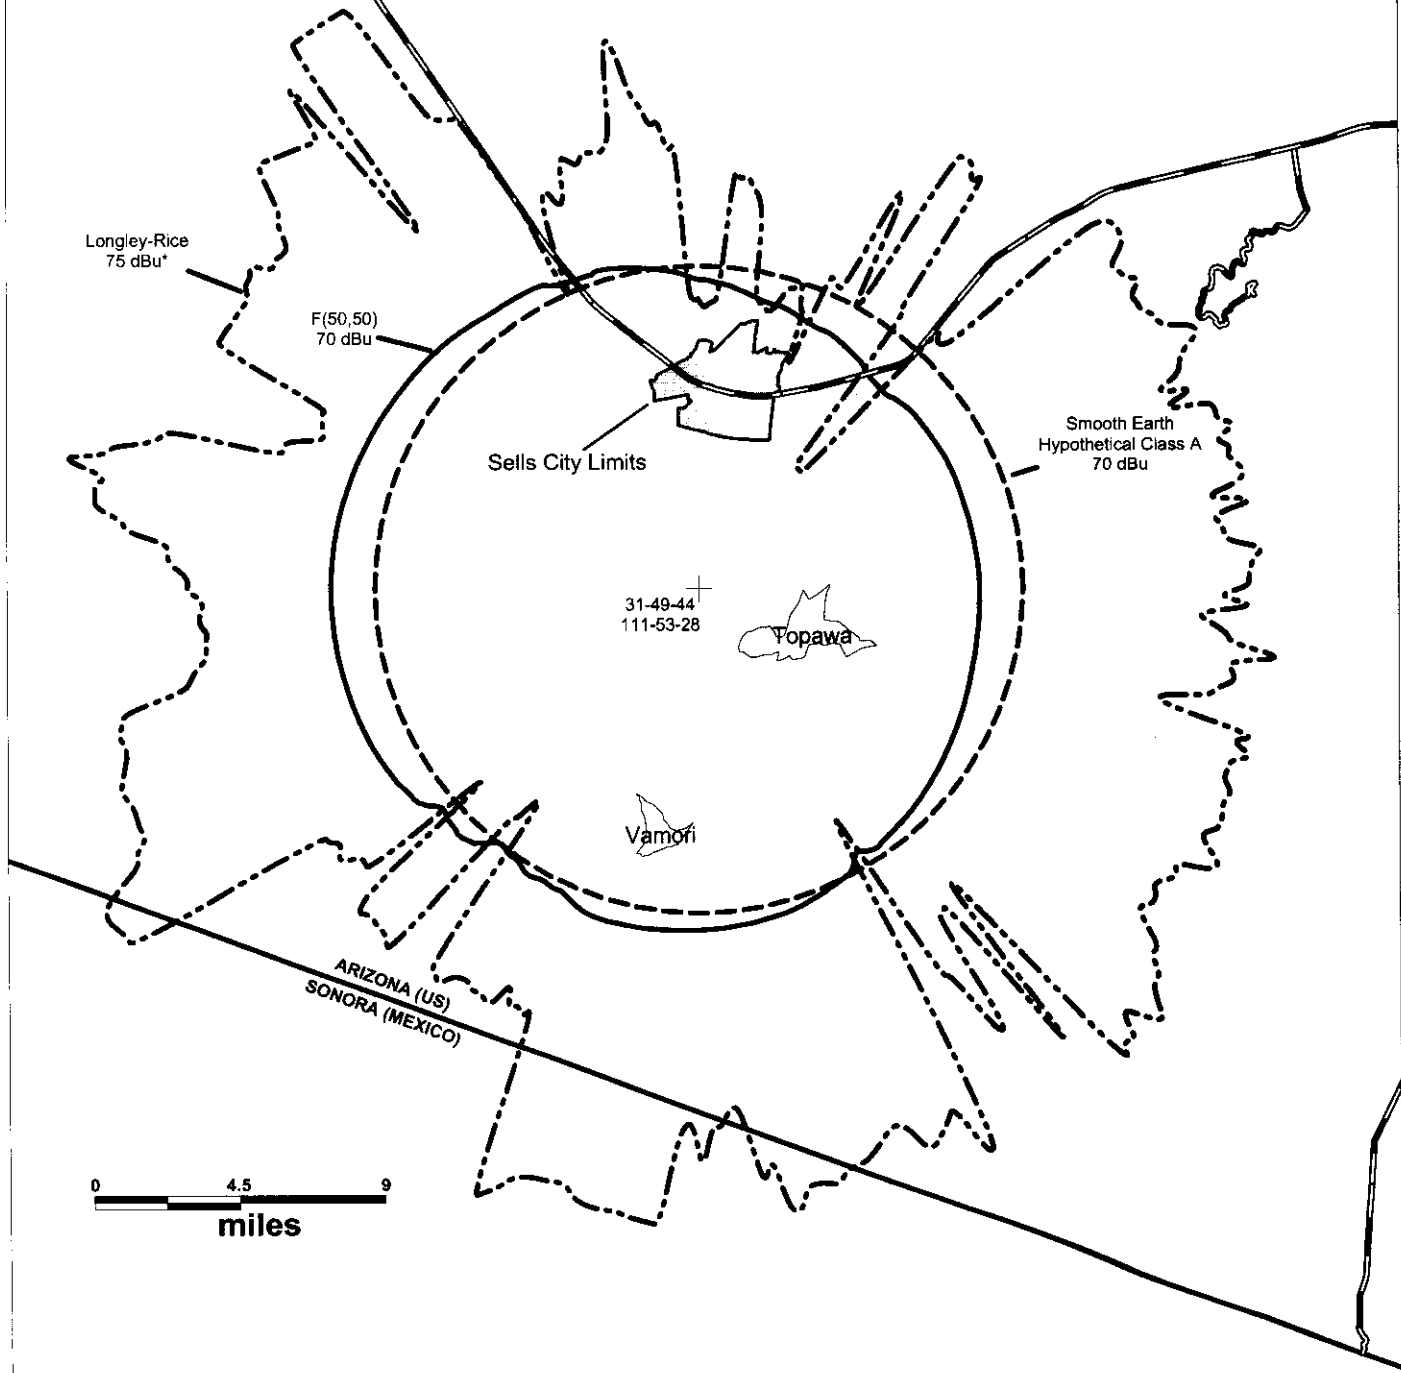 Longley-Rice
75 dBu*
F(50,50)
70 dBu
Smooth Earth
Hypothetical Class A
70 dBu
Sells City Limits
31-49-44
111-53-28
Topawa
Vamori
ARIZONA (US)
SONORA (MEXICO)
0 4.5 9
miles